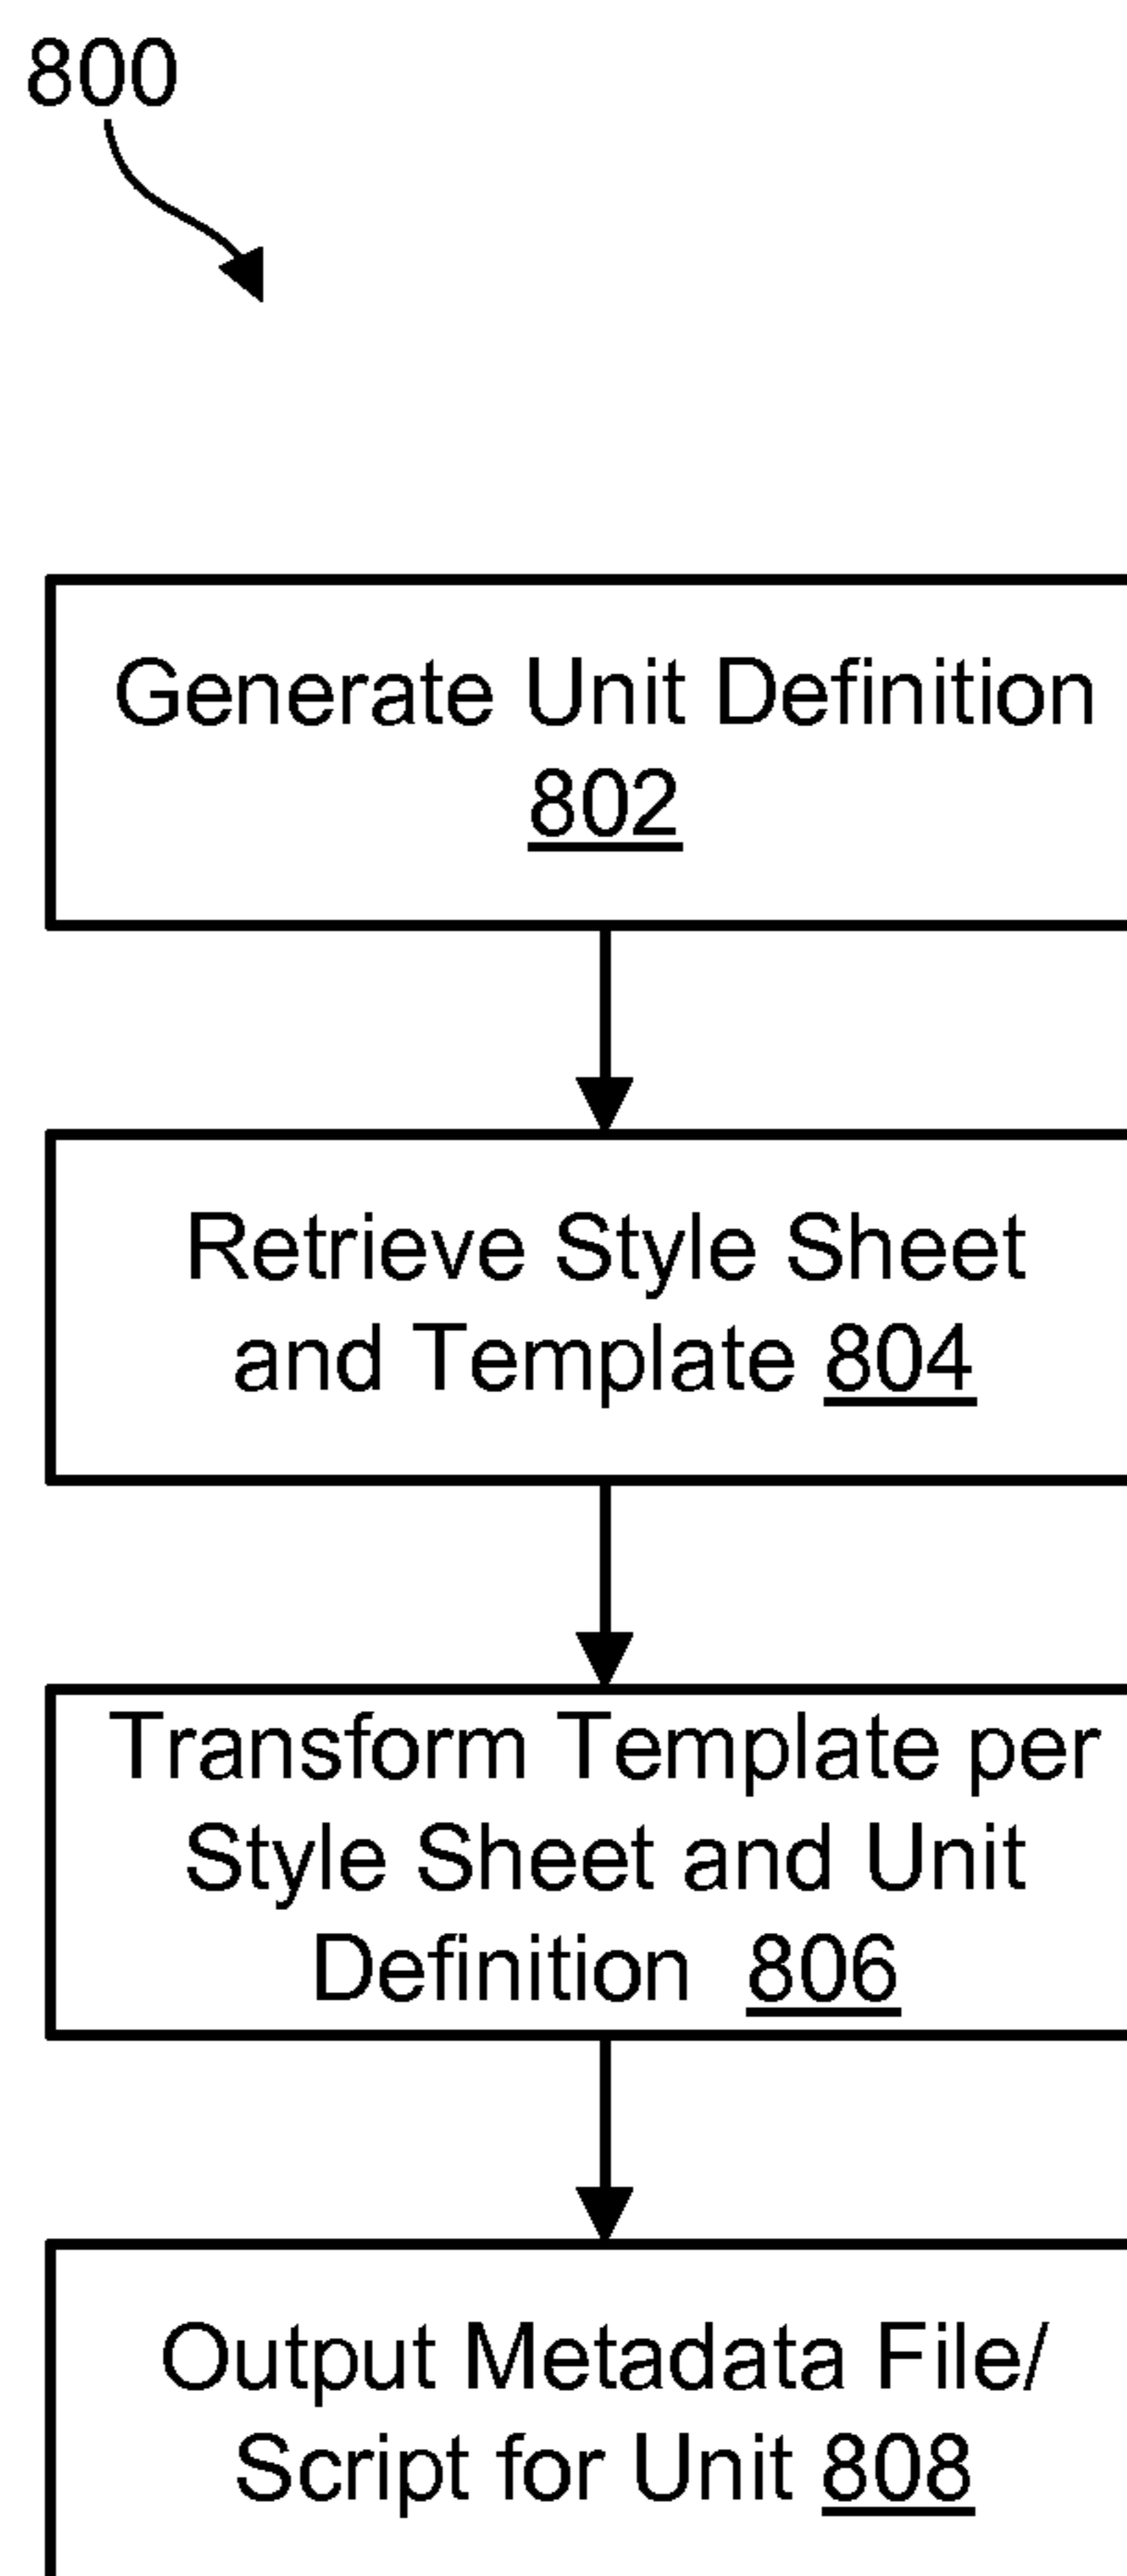 800
Generate Unit Definition
802
Retrieve Style Sheet
and Template 804
Transform Template per
Style Sheet and Unit
Definition 806
Output Metadata File/
Script for Unit 808